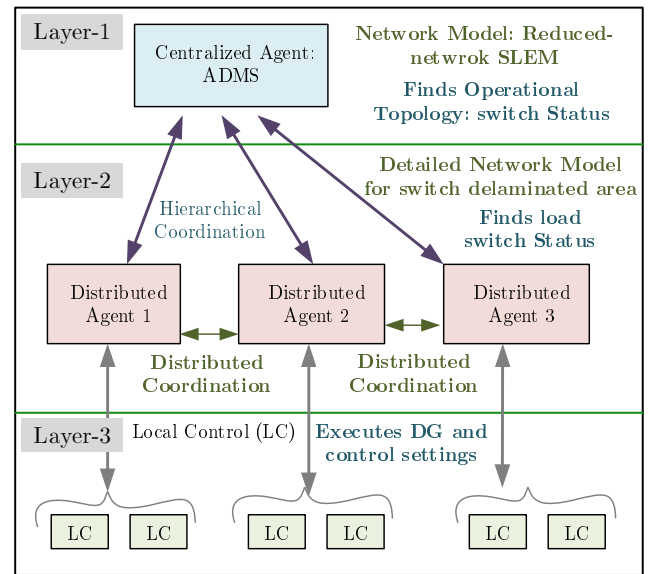 Layer-1
Centralized Agent:
ADMS
Network Model: Reduced-
netwrok SLEM
Finds Operational
Topology: switch Status
Layer-2
Detailed Network Model
for switch delaminated area
Finds load
switch Status
Hierarchical
Coordination
Distributed
Agent 1
Distributed
Agent 2
Distributed
Agent 3
Distributed
Coordination
Distributed
Coordination
Layer-3
Local Control (LC)
Executes DG and
control settings
LC
LC
LC
LC
LC
LC